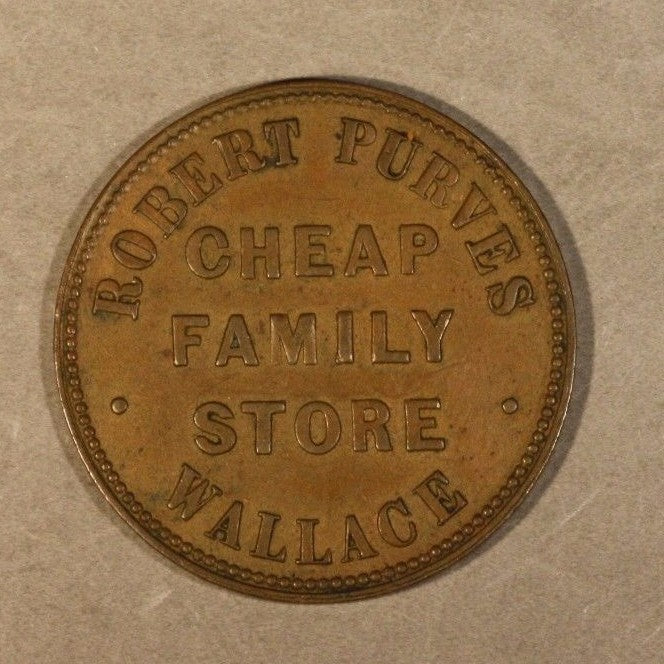 ROBERT PURVES
CHEAP
FAMILY
STORE
WALLACE